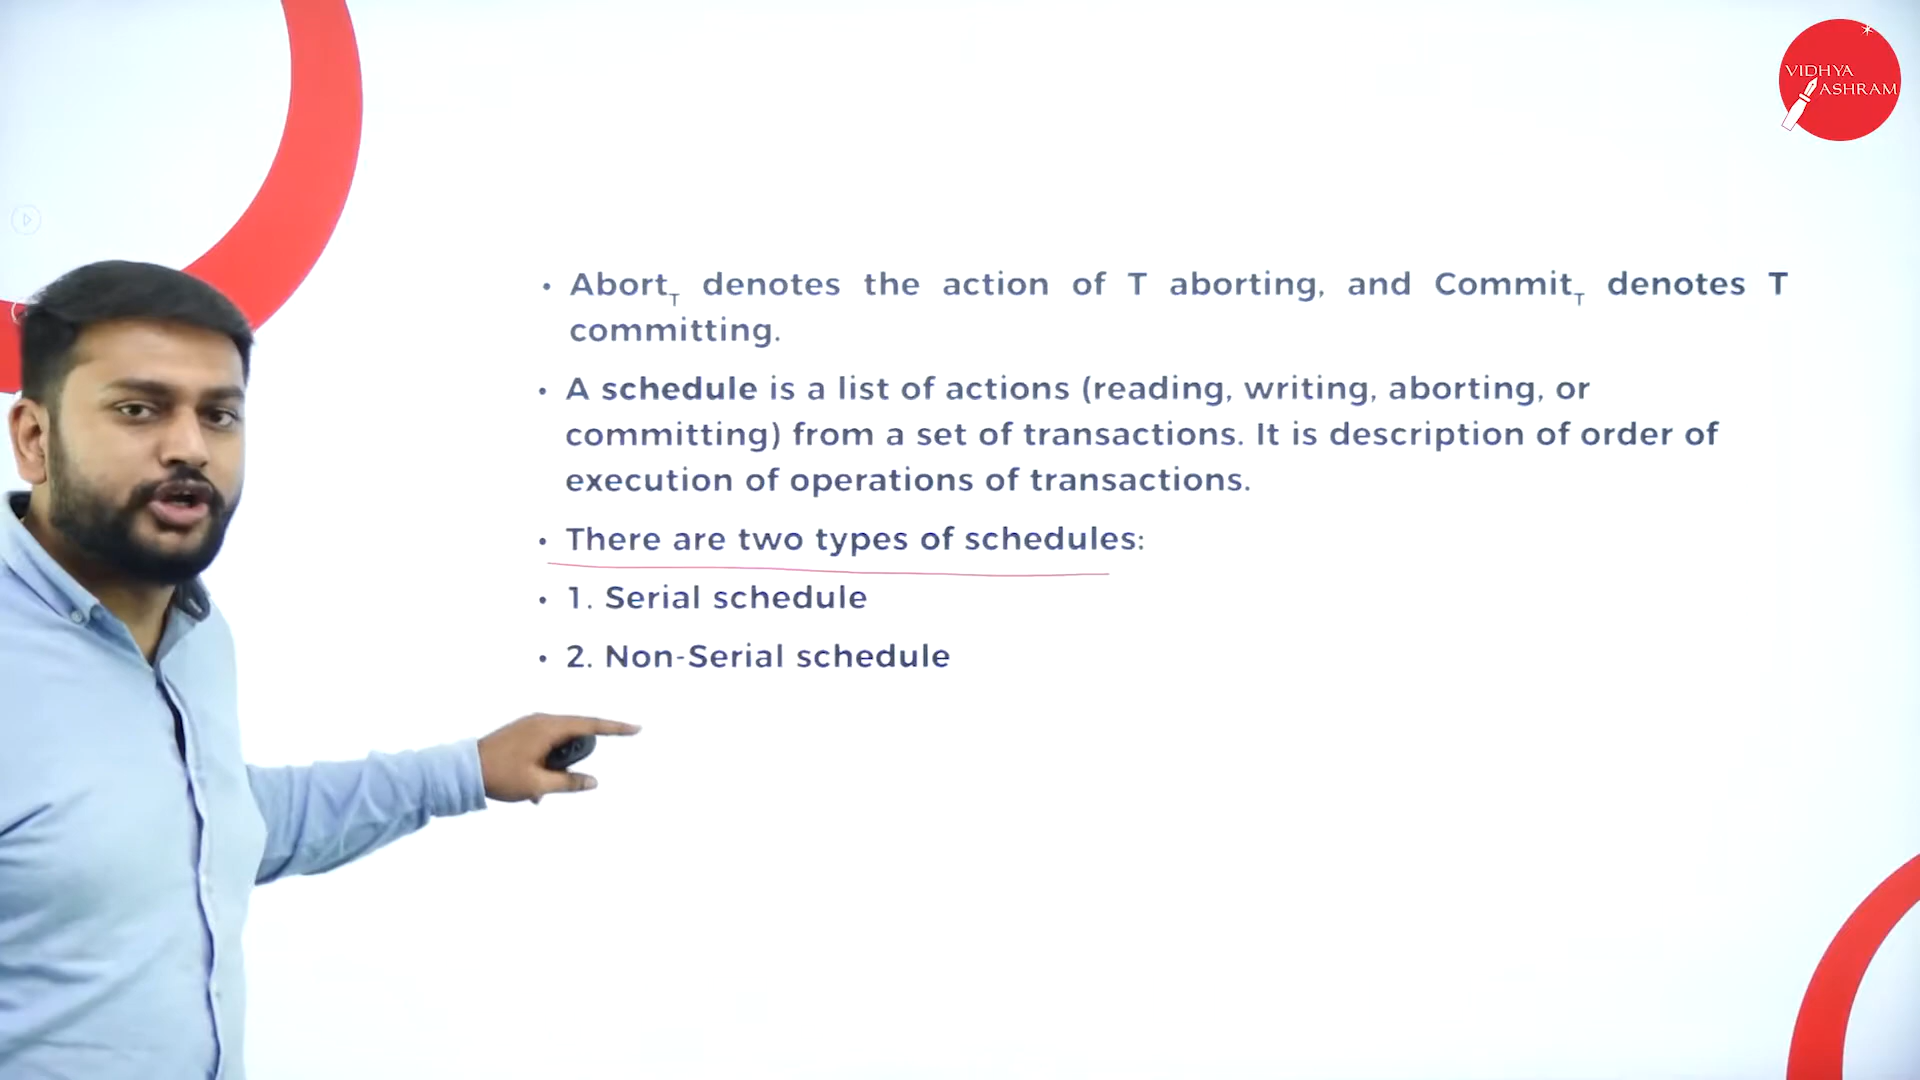 VIDHYA
ASHRAM
• Abort_T denotes the action of T aborting, and Commit_T denotes T
committing.
• A schedule is a list of actions (reading, writing, aborting, or
committing) from a set of transactions. It is description of order of
execution of operations of transactions.
• There are two types of schedules:
• 1. Serial schedule
• 2. Non-Serial schedule